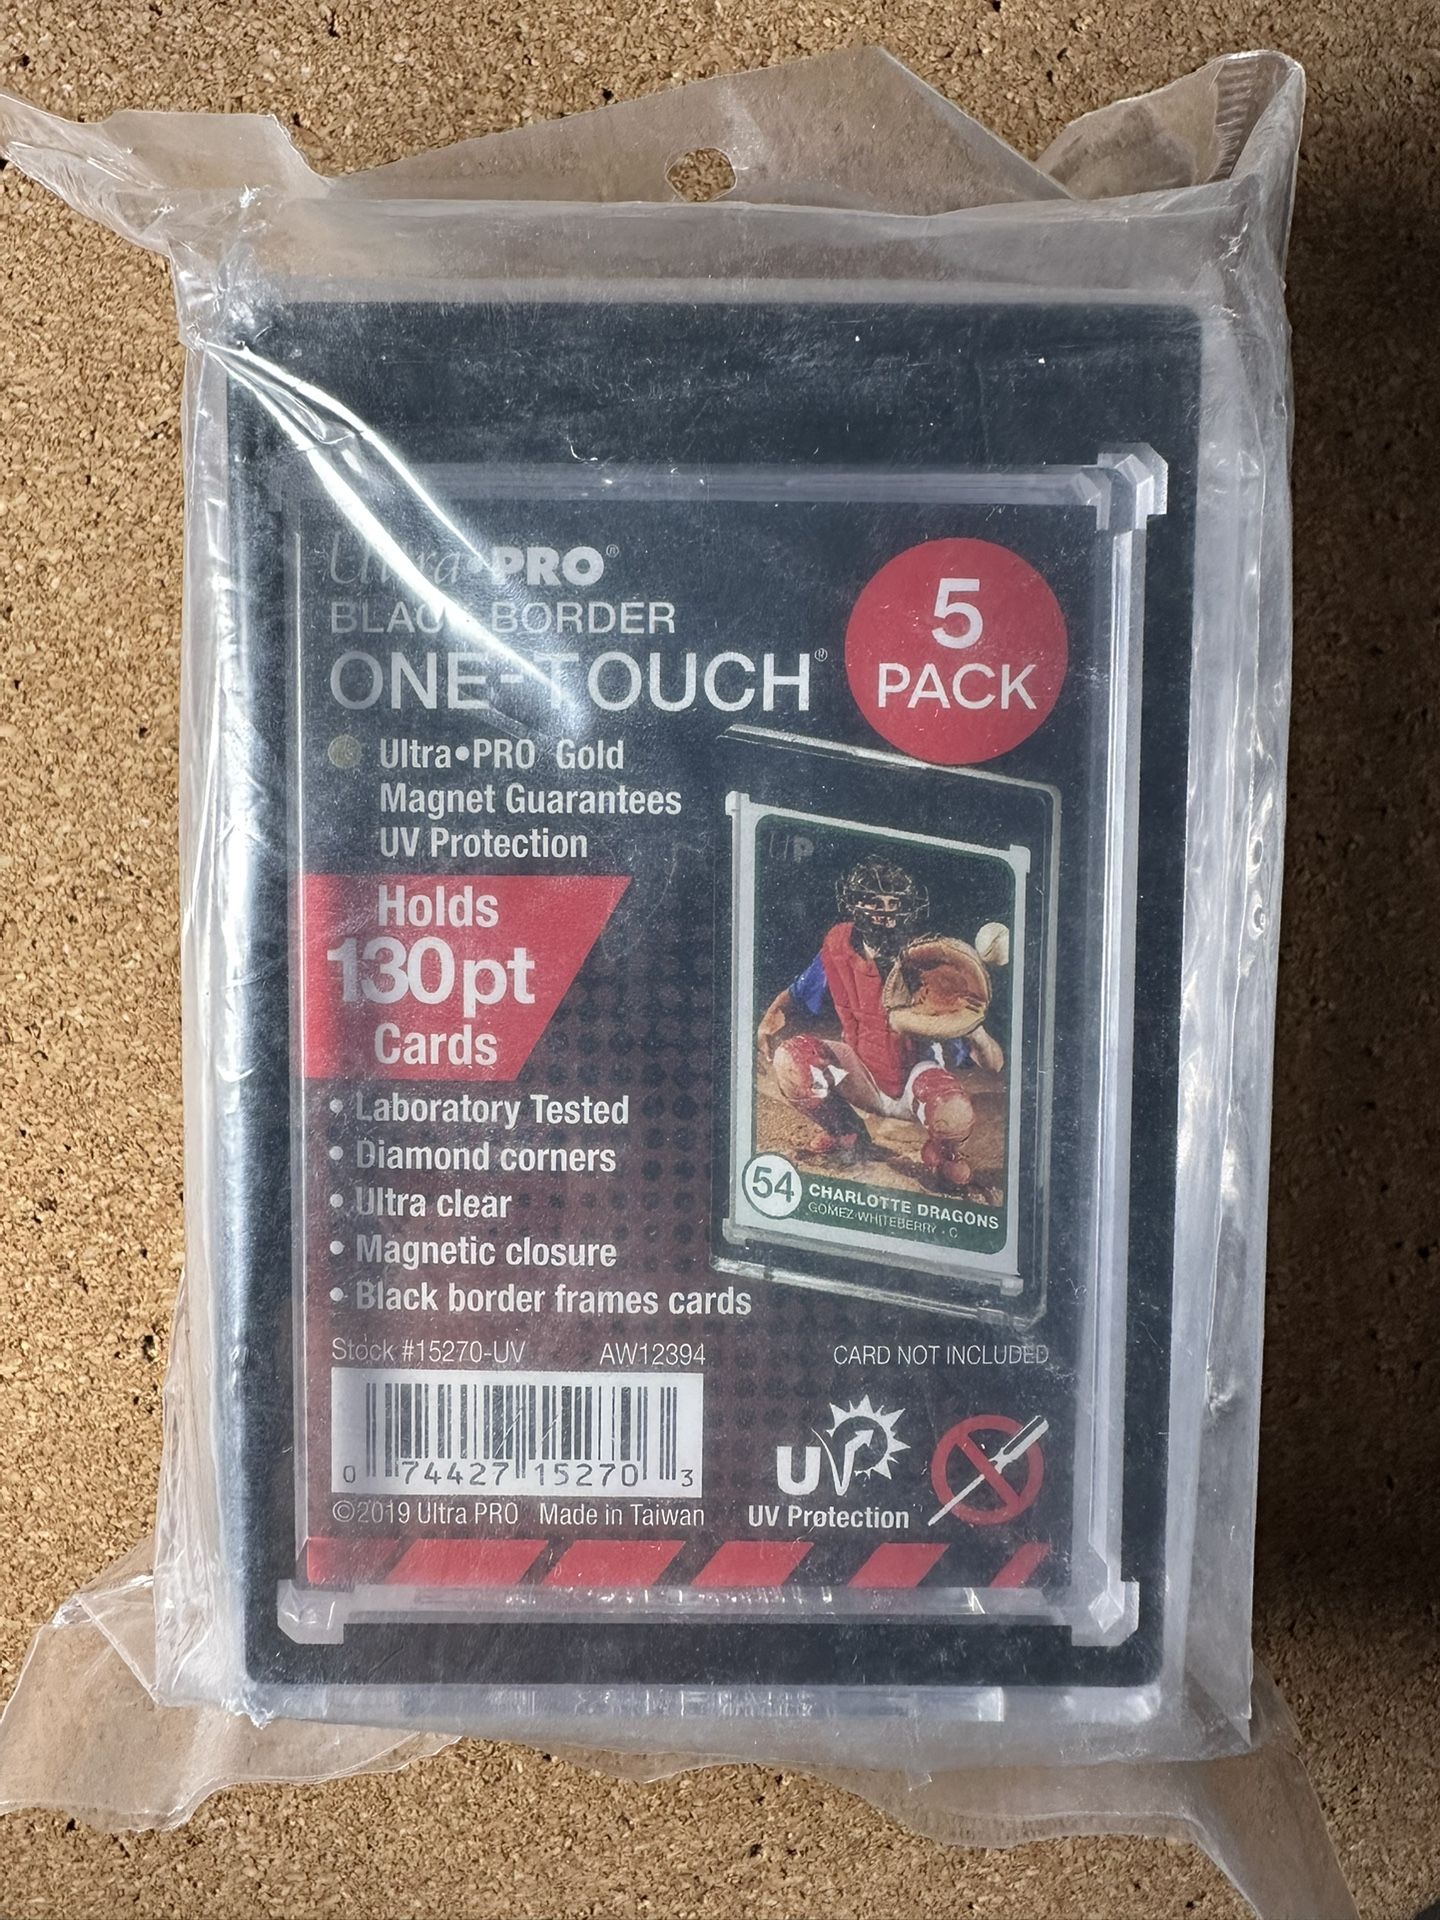 Ultra•PRO®
BLACK BORDER
ONE-TOUCH®
5
PACK
Ultra•PRO Gold
Magnet Guarantees
UV Protection
Holds
130pt
Cards
• Laboratory Tested
• Diamond corners
• Ultra clear
• Magnetic closure
• Black border frames cards
UP
54
CHARLOTTE DRAGONS
GOMEZ-WHITEBERRY • C
Stock #15270-UV AW12394 CARD NOT INCLUDED
0 74427 15270 3
©2019 Ultra PRO Made in Taiwan
UV
UV Protection